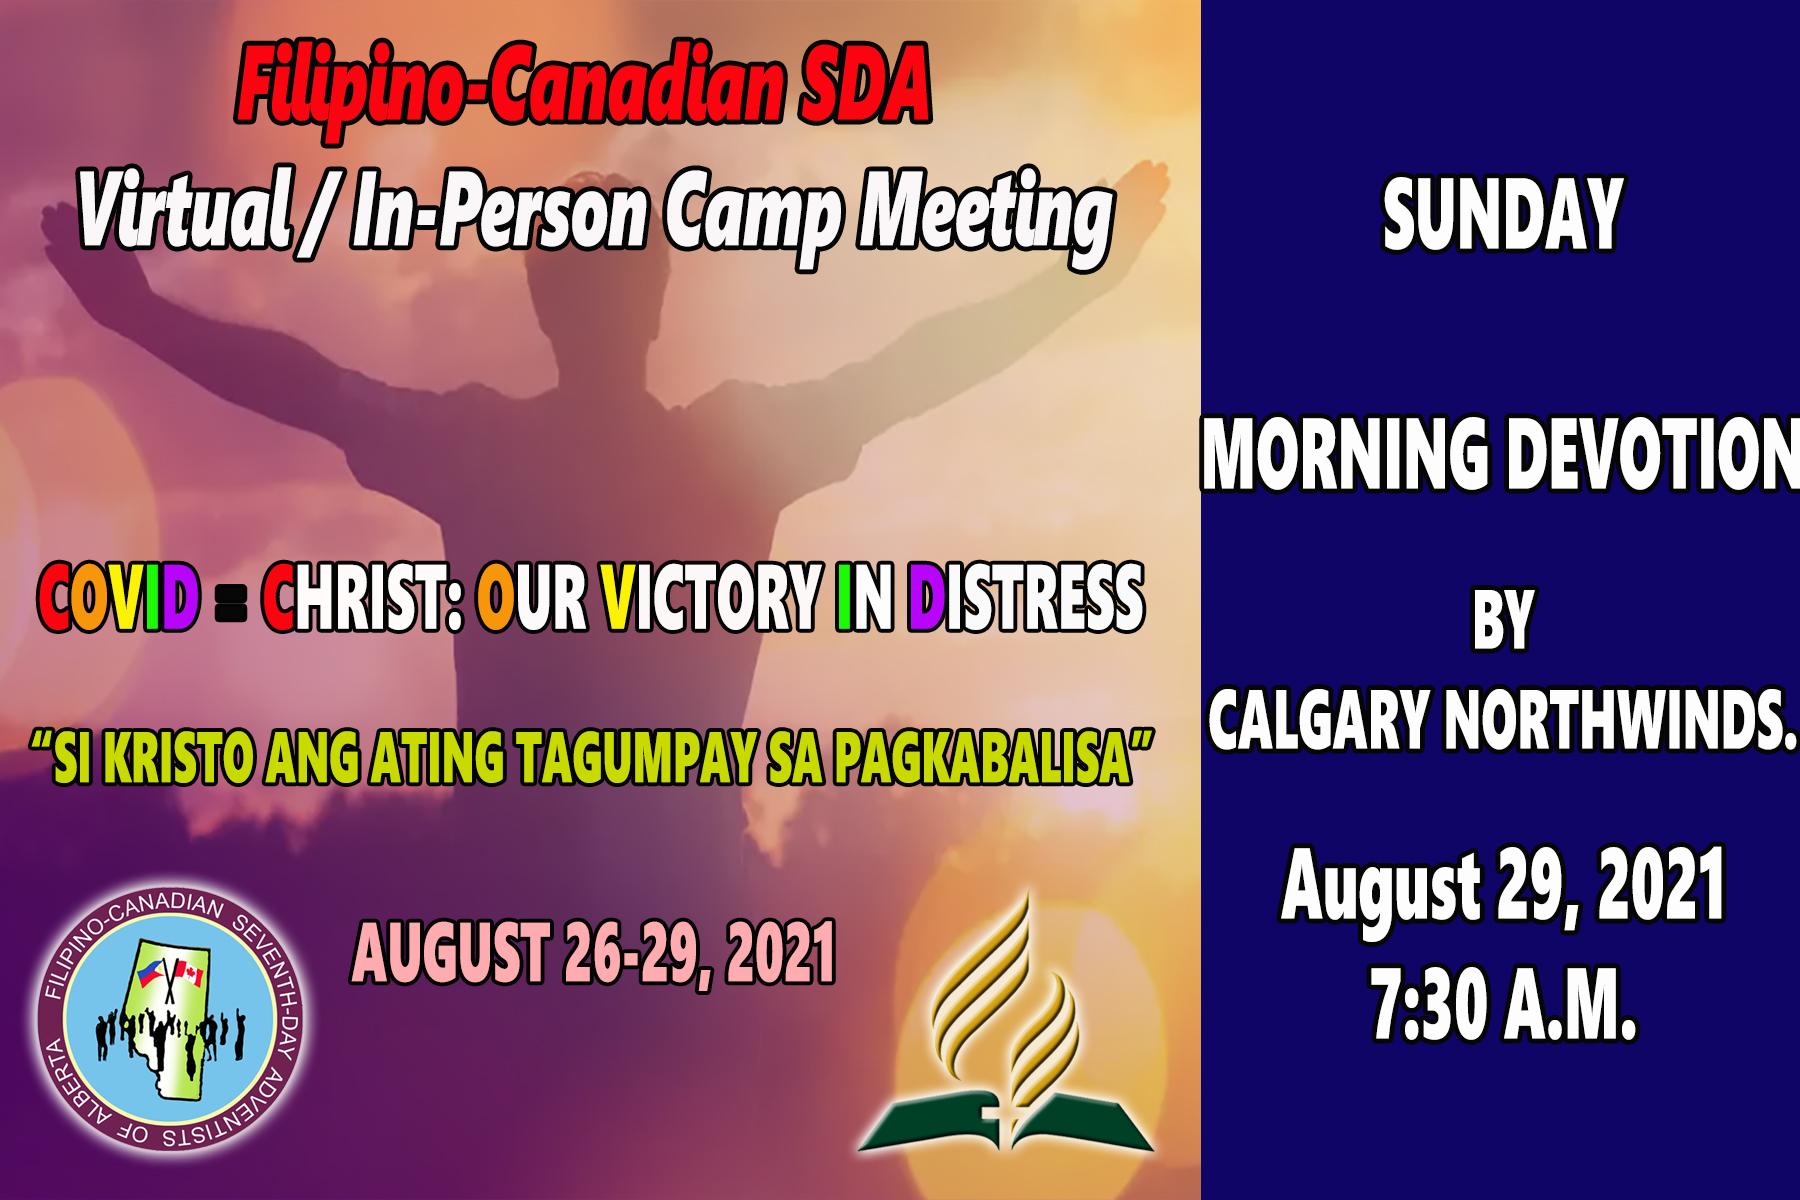 Filipino-Canadian SDA
Virtual / In-Person Camp Meeting
COVID = CHRIST: OUR VICTORY IN DISTRESS
“SI KRISTO ANG ATING TAGUMPAY SA PAGKABALISA”
AUGUST 26-29, 2021
FILIPINO-CANADIAN SEVENTH-DAY ADVENTISTS OF ALBERTA
SUNDAY
MORNING DEVOTION
BY
CALGARY NORTHWINDS.
August 29, 2021
7:30 A.M.